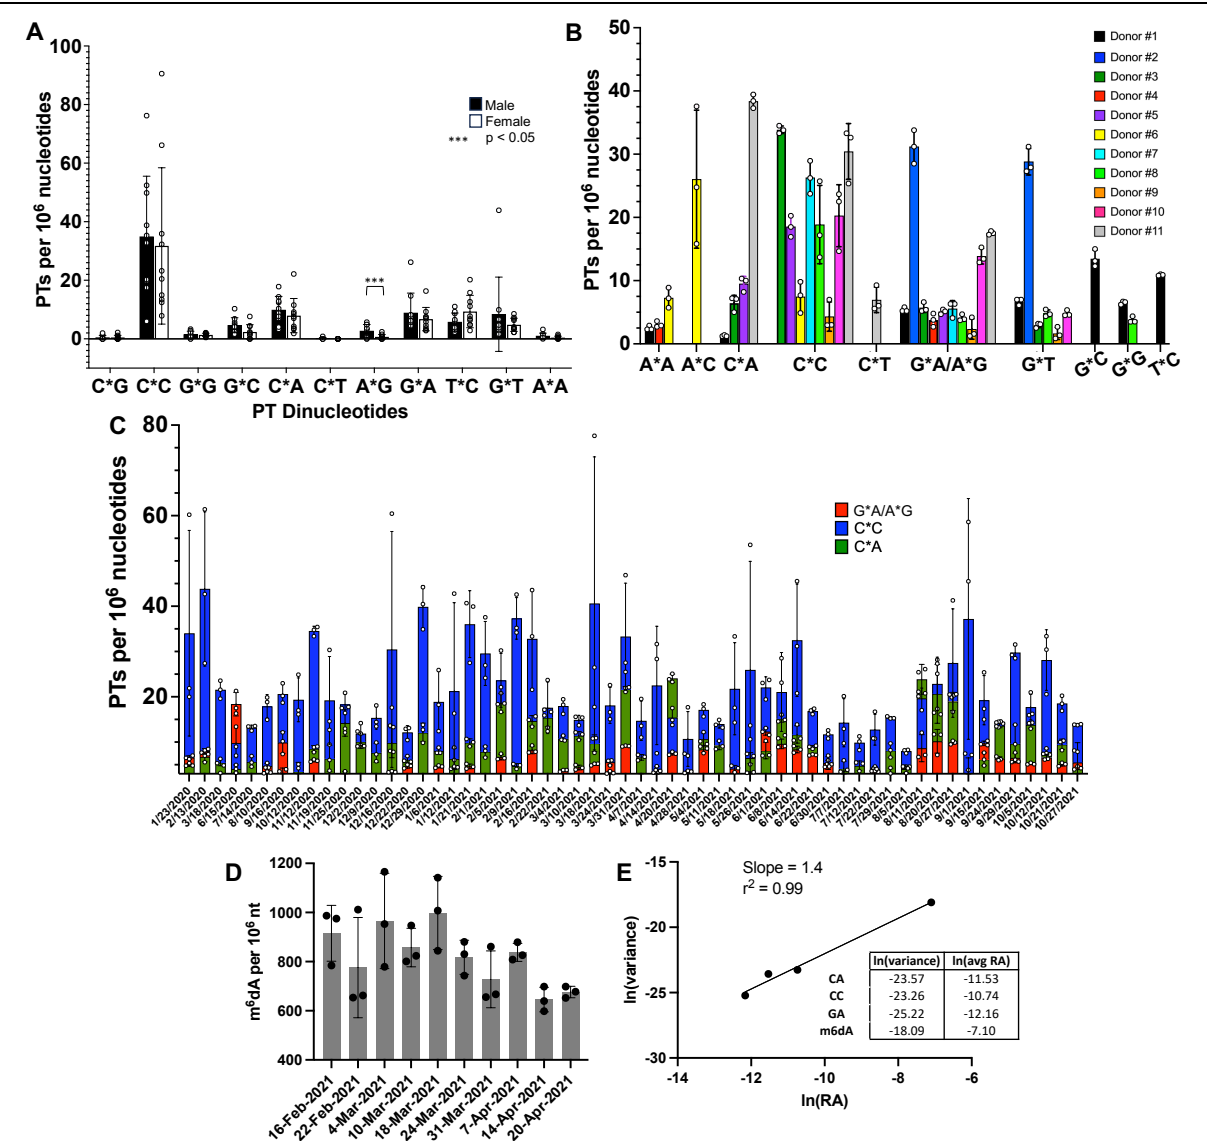 A
100
80
60
40
20
0
PTs per 10⁶ nucleotides
Male
Female
*** p < 0.05
***
C*G C*C G*G G*C C*A C*T A*G G*A T*C G*T A*A
PT Dinucleotides
B
50
40
30
20
10
0
PTs per 10⁶ nucleotides
Donor #1
Donor #2
Donor #3
Donor #4
Donor #5
Donor #6
Donor #7
Donor #8
Donor #9
Donor #10
Donor #11
A*A A*C C*A C*C C*T G*A/A*G G*T G*C G*G T*C
C
80
60
40
20
PTs per 10⁶ nucleotides
G*A/A*G
C*C
C*A
1/23/2020
2/13/2020
3/18/2020
6/15/2020
7/14/2020
8/10/2020
9/16/2020
10/12/2020
11/12/2020
11/19/2020
11/25/2020
12/2/2020
12/9/2020
12/16/2020
12/22/2020
12/29/2020
1/6/2021
1/12/2021
1/21/2021
2/1/2021
2/5/2021
2/9/2021
2/16/2021
2/22/2021
3/4/2021
3/10/2021
3/18/2021
3/24/2021
3/31/2021
4/7/2021
4/14/2021
4/20/2021
4/28/2021
5/4/2021
5/11/2021
5/18/2021
5/26/2021
6/1/2021
6/8/2021
6/14/2021
6/22/2021
6/30/2021
7/7/2021
7/12/2021
7/22/2021
7/29/2021
8/5/2021
8/11/2021
8/20/2021
8/27/2021
9/1/2021
9/15/2021
9/24/2021
9/29/2021
10/5/2021
10/12/2021
10/21/2021
10/27/2021
D
1200
1000
800
600
400
m⁶dA per 10⁶ nt
16-Feb-2021
22-Feb-2021
4-Mar-2021
10-Mar-2021
18-Mar-2021
24-Mar-2021
31-Mar-2021
7-Apr-2021
14-Apr-2021
20-Apr-2021
E
-15
-20
-25
-30
ln(variance)
Slope = 1.4
r² = 0.99
ln(variance) ln(avg RA)
CA -23.57 -11.53
CC -23.26 -10.74
GA -25.22 -12.16
m6dA -18.09 -7.10
-14 -12 -10 -8 -6
ln(RA)